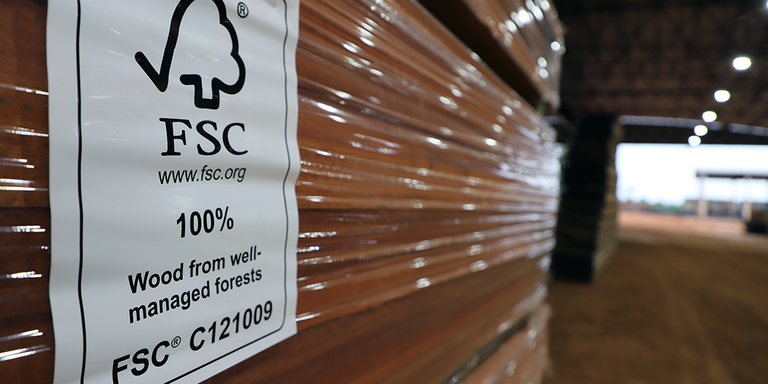 ®
FSC
www.fsc.org
100%
Wood from well-
managed forests
FSC® C121009